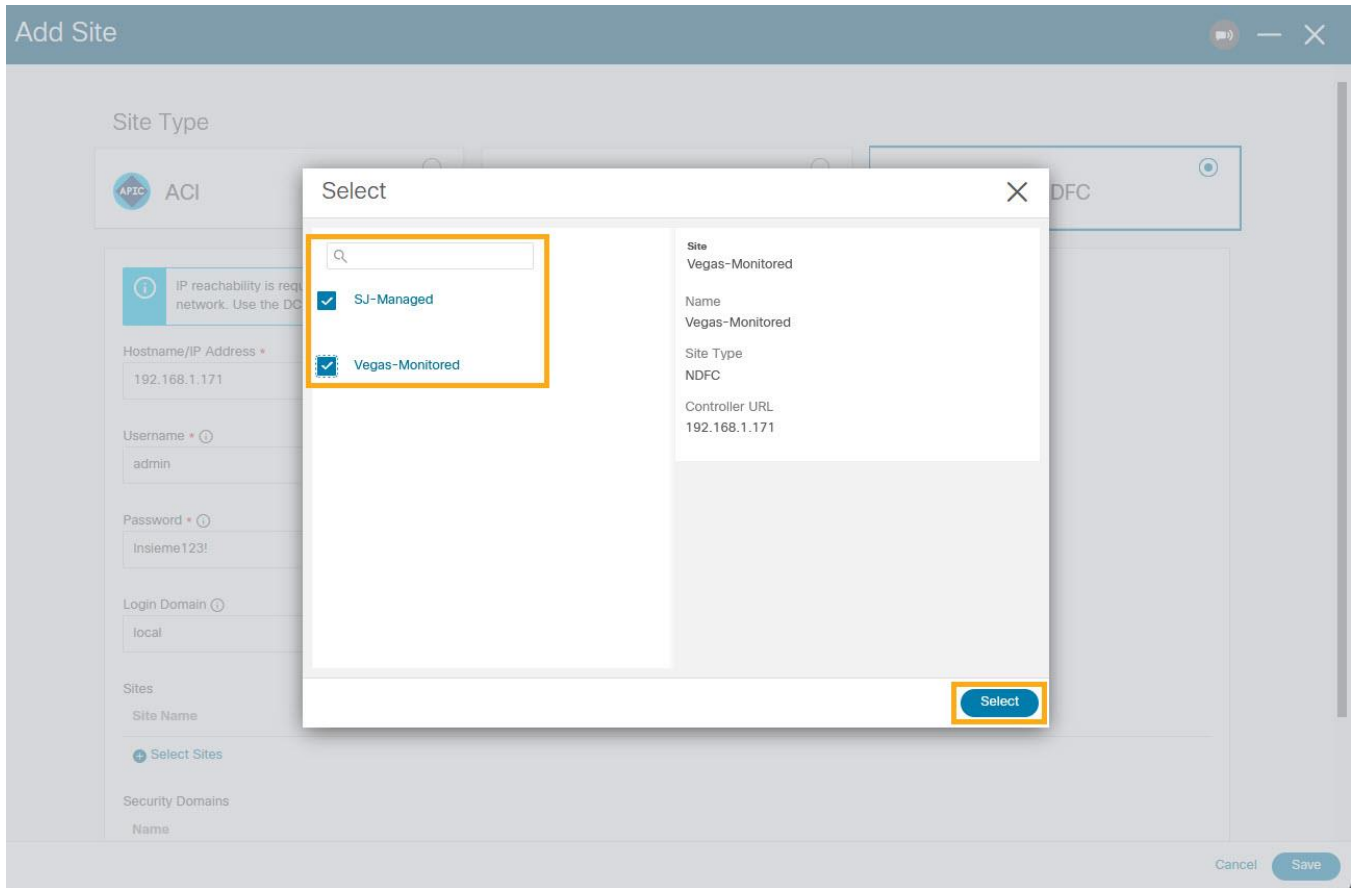 Add Site
Site Type
APIC
ACI
DFC
Select
IP reachability is requ
network. Use the DC
Hostname/IP Address *
192.168.1.171
Username *
admin
Password *
Insieme123!
Login Domain
local
Sites
Site Name
Select Sites
Security Domains
Name
SJ-Managed
Vegas-Monitored
Site
Vegas-Monitored
Name
Vegas-Monitored
Site Type
NDFC
Controller URL
192.168.1.171
Select
Cancel
Save